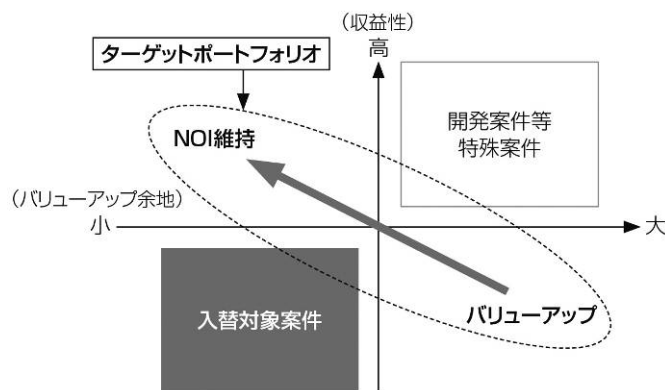 （収益性）
高
ターゲットポートフォリオ
開発案件等
特殊案件
NOI維持
（バリューアップ余地）
小
大
入替対象案件
バリューアップ